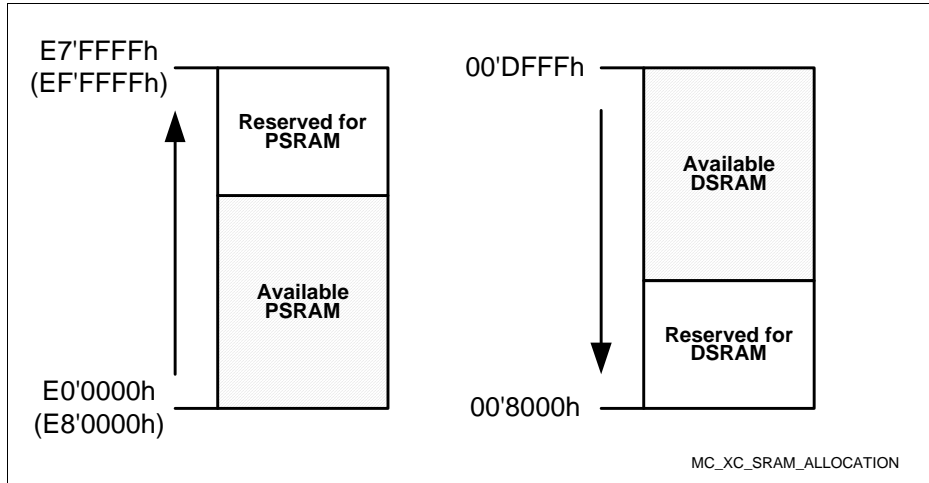 E7'FFFFh
(EF'FFFFh)
Reserved for
PSRAM
Available
PSRAM
E0'0000h
(E8'0000h)
00'DFFFh
Available
DSRAM
Reserved for
DSRAM
00'8000h
MC_XC_SRAM_ALLOCATION